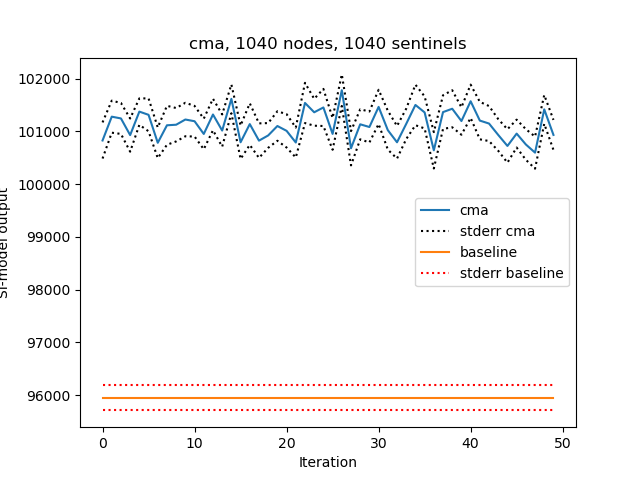 cma, 1040 nodes, 1040 sentinels
102000
101000
100000
99000
98000
97000
96000
SI-model output
cma
stderr cma
baseline
stderr baseline
0
10
20
30
40
50
Iteration